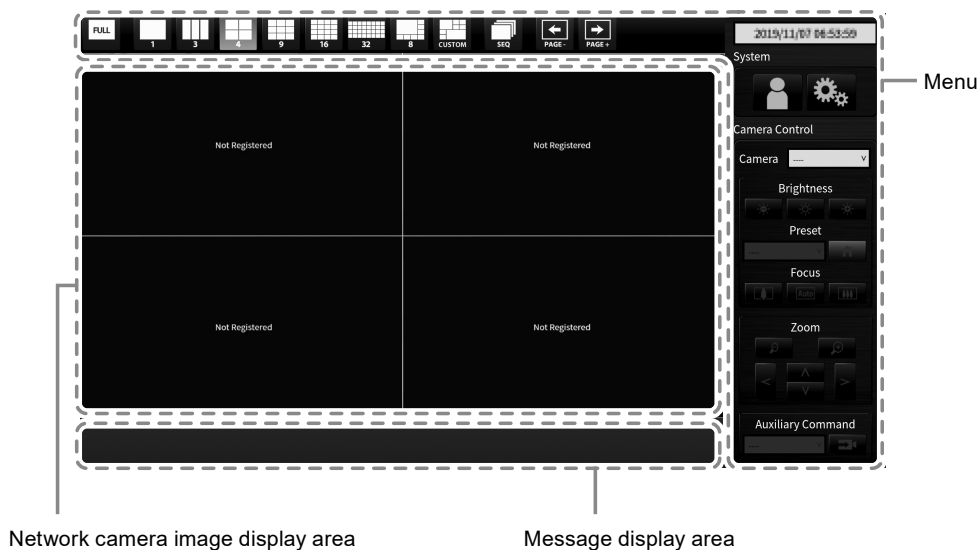 FULL
1 3 4 9 16 32 8 CUSTOM SEQ PAGE- PAGE+
2019/11/07 06:53:59
System
Menu
Camera Control
Camera ---- v
Brightness
Preset
----
Focus
Auto
Zoom
Auxiliary Command
----
Not Registered Not Registered
Not Registered Not Registered
Network camera image display area
Message display area